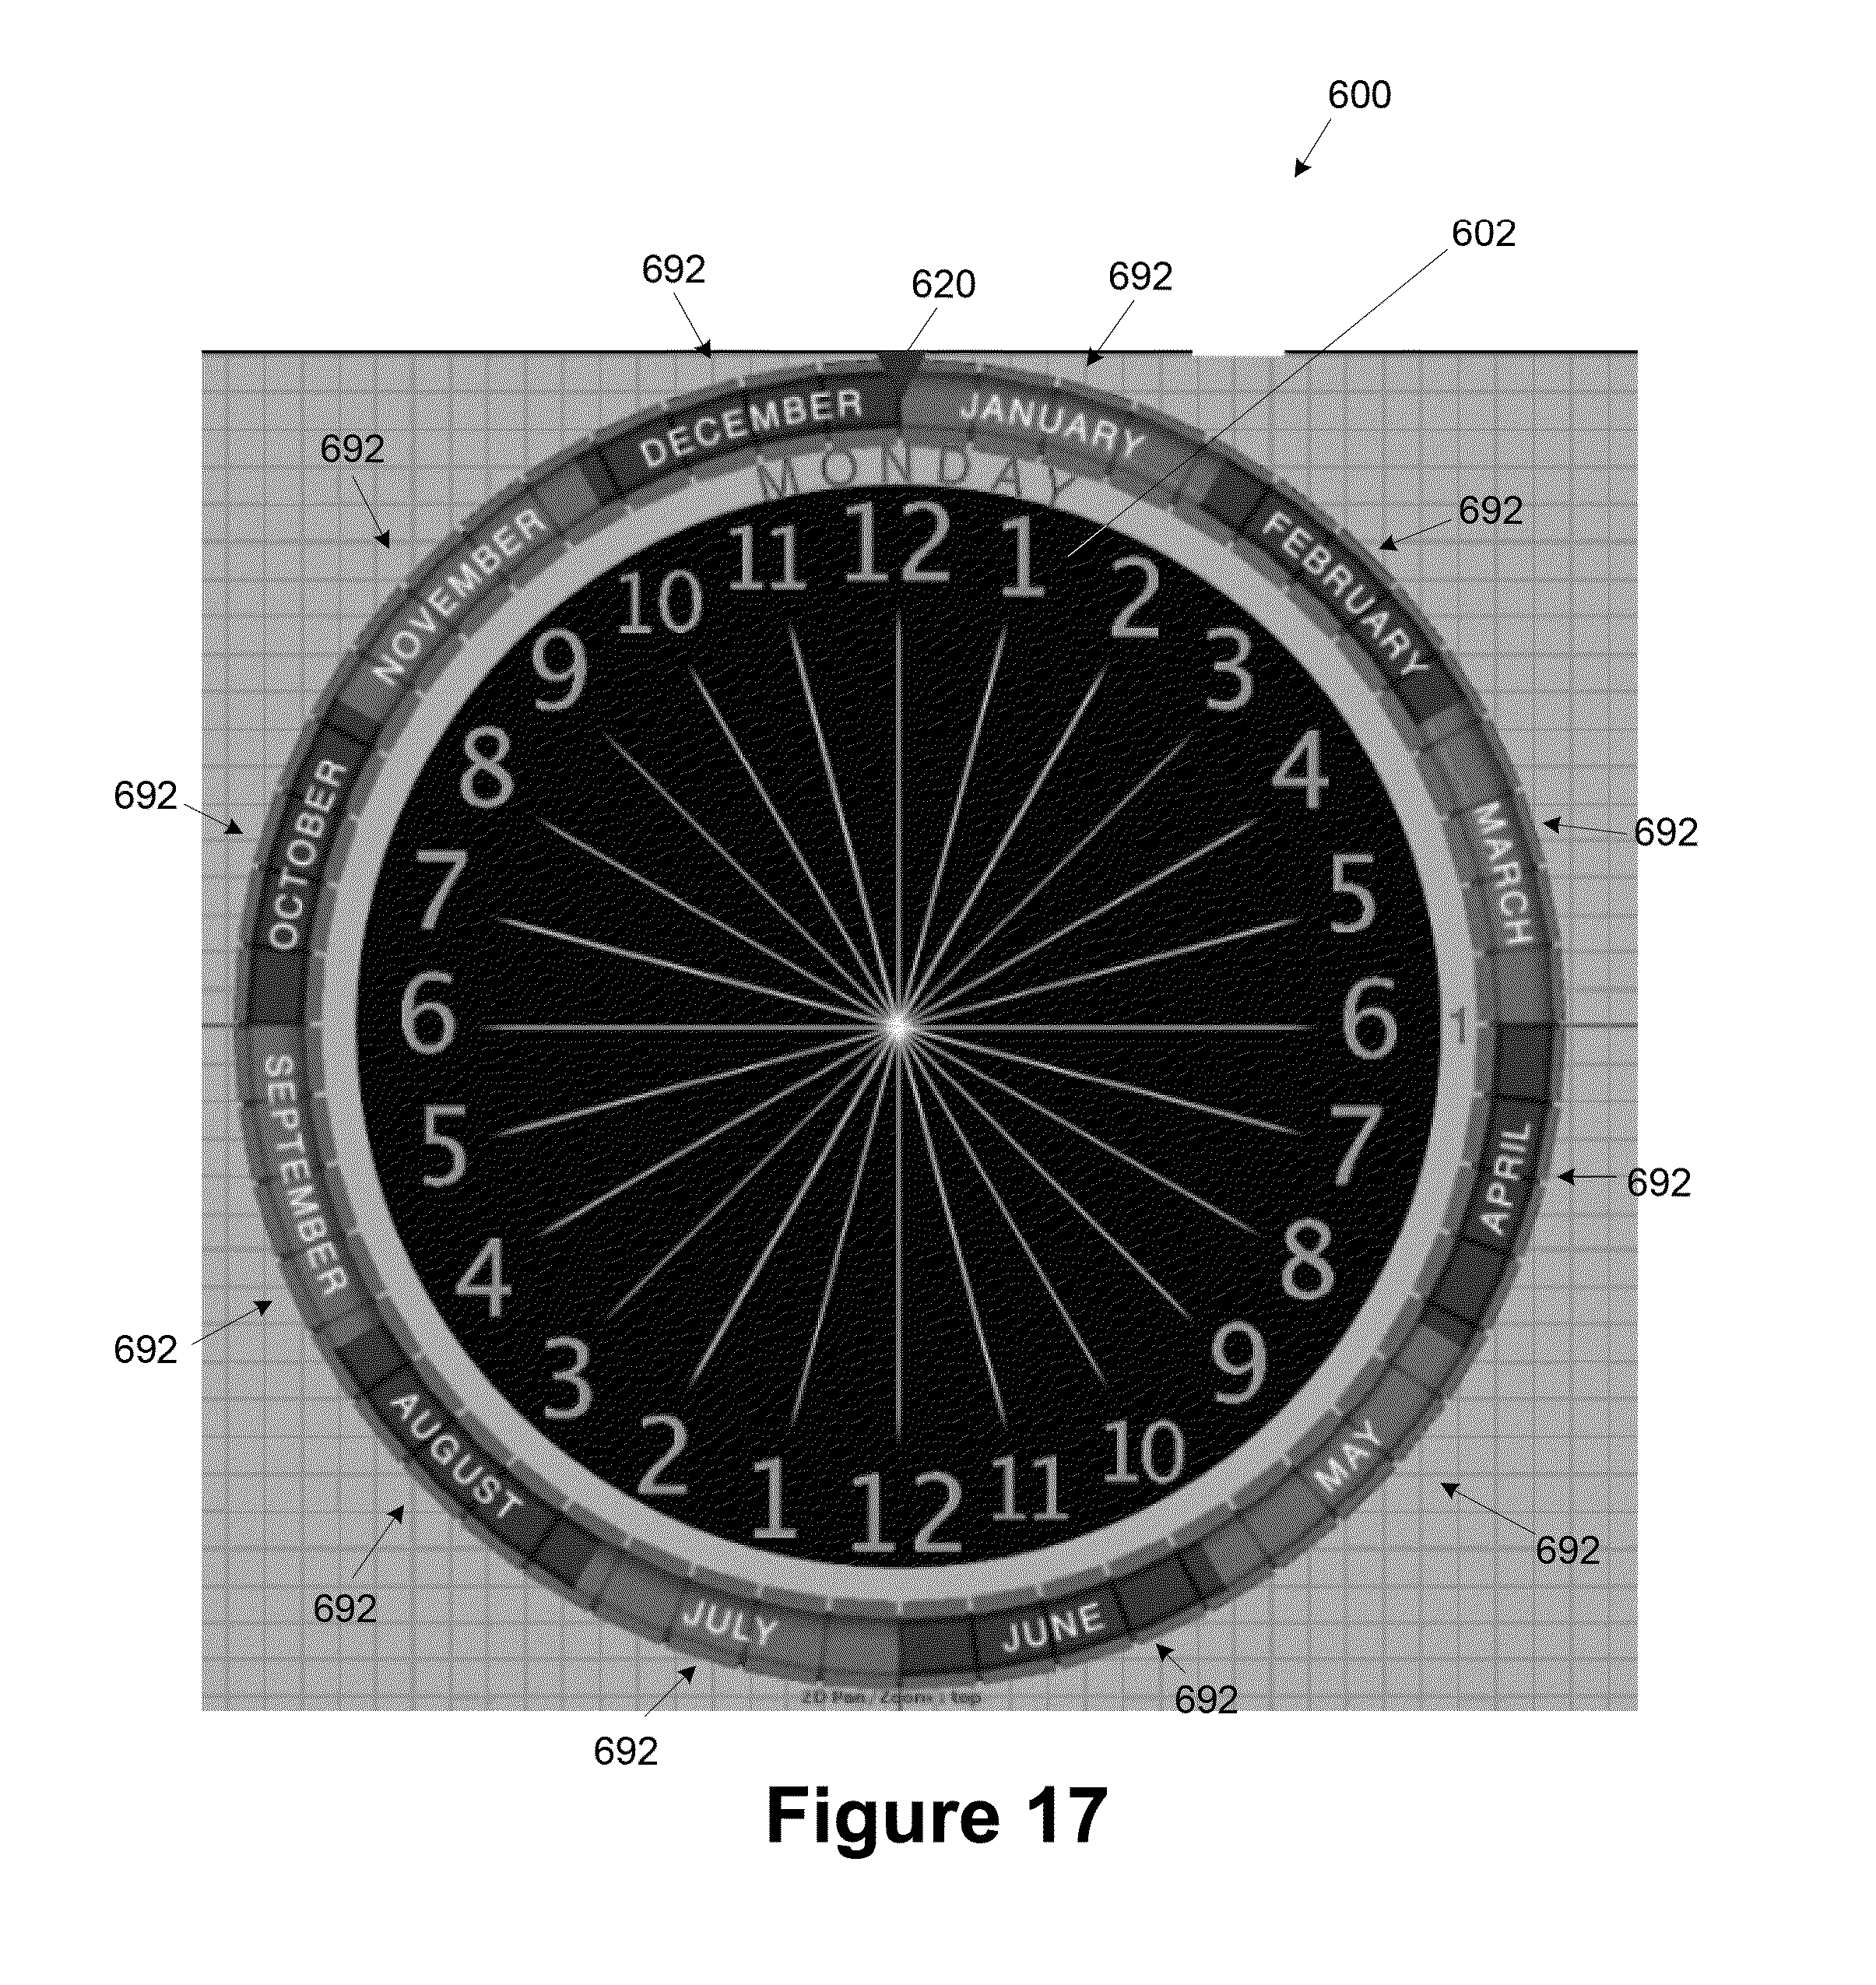 600
602
692
620
692
692
692
DECEMBER
JANUARY
MONDAY
NOVEMBER
FEBRUARY
12
11
1
10
2
9
3
8
4
692
OCTOBER
MARCH
692
7
5
6
6
T
SEPTEMBER
APRIL
692
5
7
4
8
692
3
9
AUGUST
MAY
2
10
1
12
11
692
692
JULY
JUNE
2D Pan / Zoom : top
692
692
Figure 17